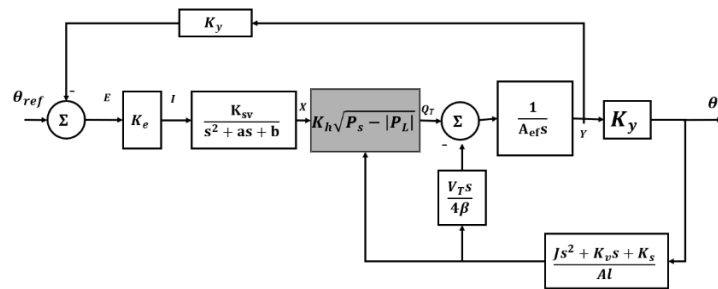 K_y
θ_ref
-
E
I
X
Q_T
θ
Σ
K_e
K_sv
s² + as + b
K_h√P_s − |P_L|
Σ
-
1
A_ef s
Y
K_y
V_T s
4β
Js² + K_v s + K_s
Al